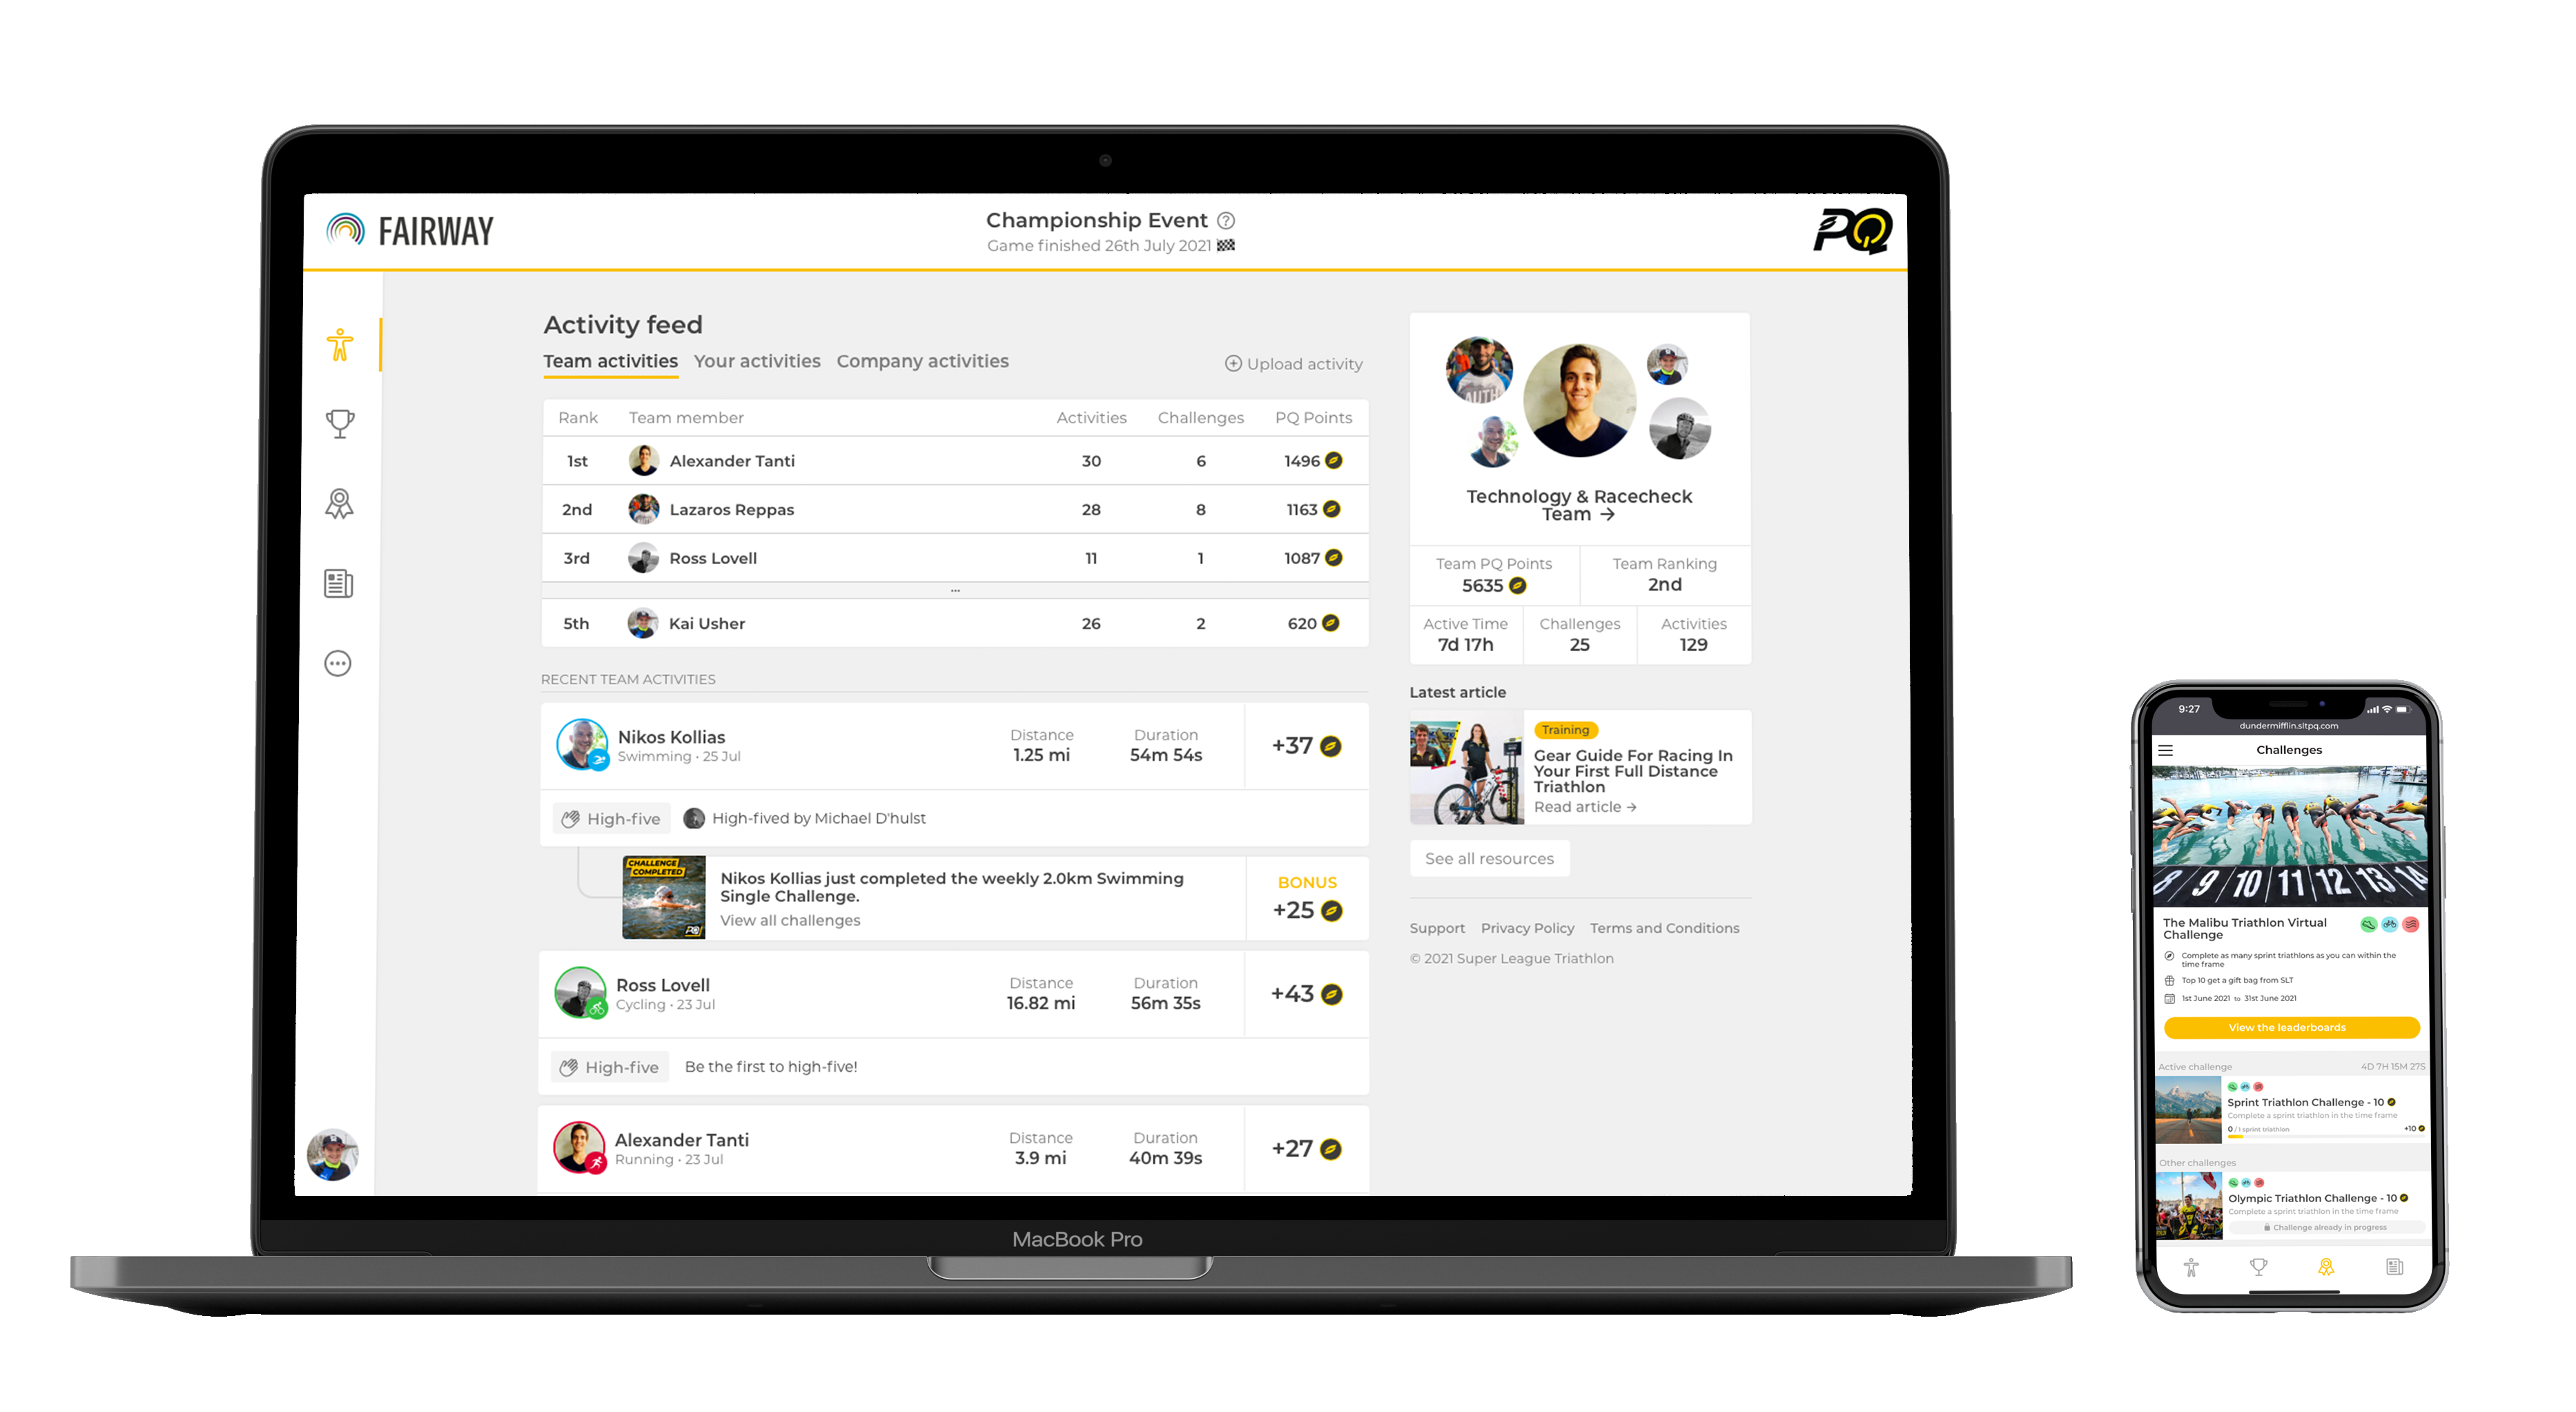 FAIRWAY
Championship Event ?
Game finished 26th July 2021
PQ
Activity feed
Team activities Your activities Company activities
Upload activity
Rank Team member Activities Challenges PQ Points
1st Alexander Tanti 30 6 1496
2nd Lazaros Reppas 28 8 1163
3rd Ross Lovell 11 1 1087
...
5th Kai Usher 26 2 620
RECENT TEAM ACTIVITIES
Nikos Kollias
Swimming • 25 Jul
Distance
1.25 mi
Duration
54m 54s
+37
High-five
High-fived by Michael D'hulst
CHALLENGE
COMPLETED
PQ
Nikos Kollias just completed the weekly 2.0km Swimming
Single Challenge.
View all challenges
BONUS
+25
Ross Lovell
Cycling • 23 Jul
Distance
16.82 mi
Duration
56m 35s
+43
High-five
Be the first to high-five!
Alexander Tanti
Running • 23 Jul
Distance
3.9 mi
Duration
40m 39s
+27
Technology & Racecheck
Team →
Team PQ Points
5635
Team Ranking
2nd
Active Time
7d 17h
Challenges
25
Activities
129
Latest article
Training
Gear Guide For Racing In
Your First Full Distance
Triathlon
Read article →
See all resources
Support Privacy Policy Terms and Conditions
© 2021 Super League Triathlon
MacBook Pro
9:27
dundermifflin.sltpq.com
Challenges
8 9 10 11 12 13 14
The Malibu Triathlon Virtual
Challenge
Complete as many sprint triathlons as you can within the
time frame
Top 10 get a gift bag from SLT
1st June 2021 to 31st June 2021
View the leaderboards
Active challenge
4D 7H 15M 27S
Sprint Triathlon Challenge - 10
Complete a sprint triathlon in the time frame
0 / 1 sprint triathlon
+10
Other challenges
Olympic Triathlon Challenge - 10
Complete a sprint triathlon in the time frame
Challenge already in progress